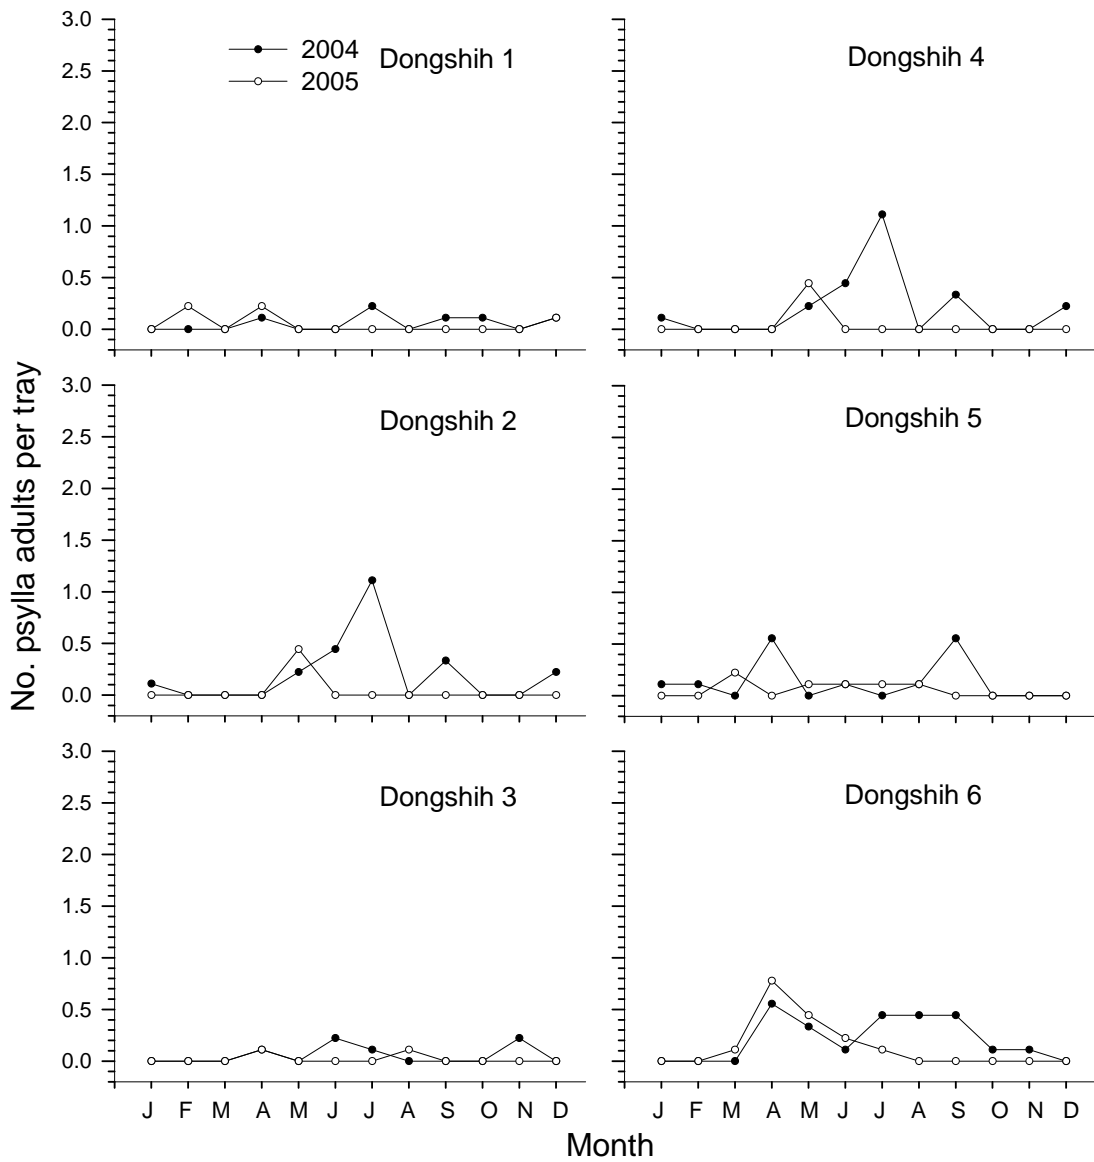 3.0
2.5
2.0
1.5
1.0
0.5
0.0
2004
2005
Dongshih 1
Dongshih 4
3.0
2.5
2.0
1.5
1.0
0.5
0.0
Dongshih 2
Dongshih 5
3.0
2.5
2.0
1.5
1.0
0.5
0.0
Dongshih 3
Dongshih 6
No. psylla adults per tray
J F M A M J J A S O N D
J F M A M J J A S O N D
Month